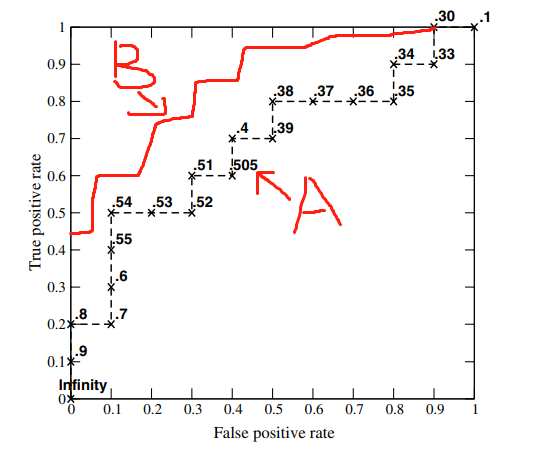 .30 .1
1
.34 .33
0.9
B
.38 .37 .36 .35
0.8
.4 .39
0.7
.51 .505
0.6
A
.54 .53 .52
0.5
.55
0.4
.6
0.3
.8 .7
0.2
.9
0.1
Infinity
0
0 0.1 0.2 0.3 0.4 0.5 0.6 0.7 0.8 0.9 1
False positive rate
True positive rate